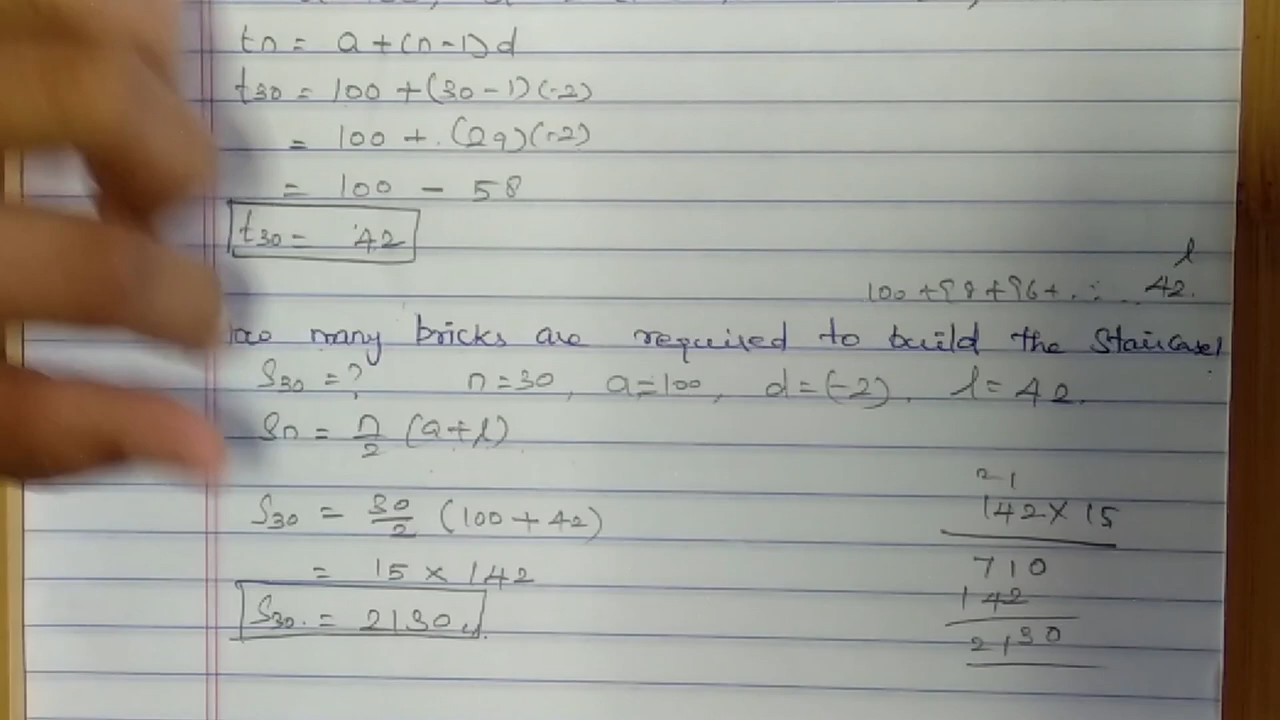 tn = a + (n-1) d
t30 = 100 + (30-1) (-2)
= 100 + (29) (-2)
= 100 - 58
t30 = 42
l
100 + 98 + 96 + . : .. 42.
many bricks are required to build the Staircase?
S30 = ? n = 30, a = 100, d = (-2). l = 42.
Sn = n/2 (a + l)
S30 = 30/2 (100 + 42)
= 15 × 142
S30. = 2130
2 1
142 × 15
710
142
2130